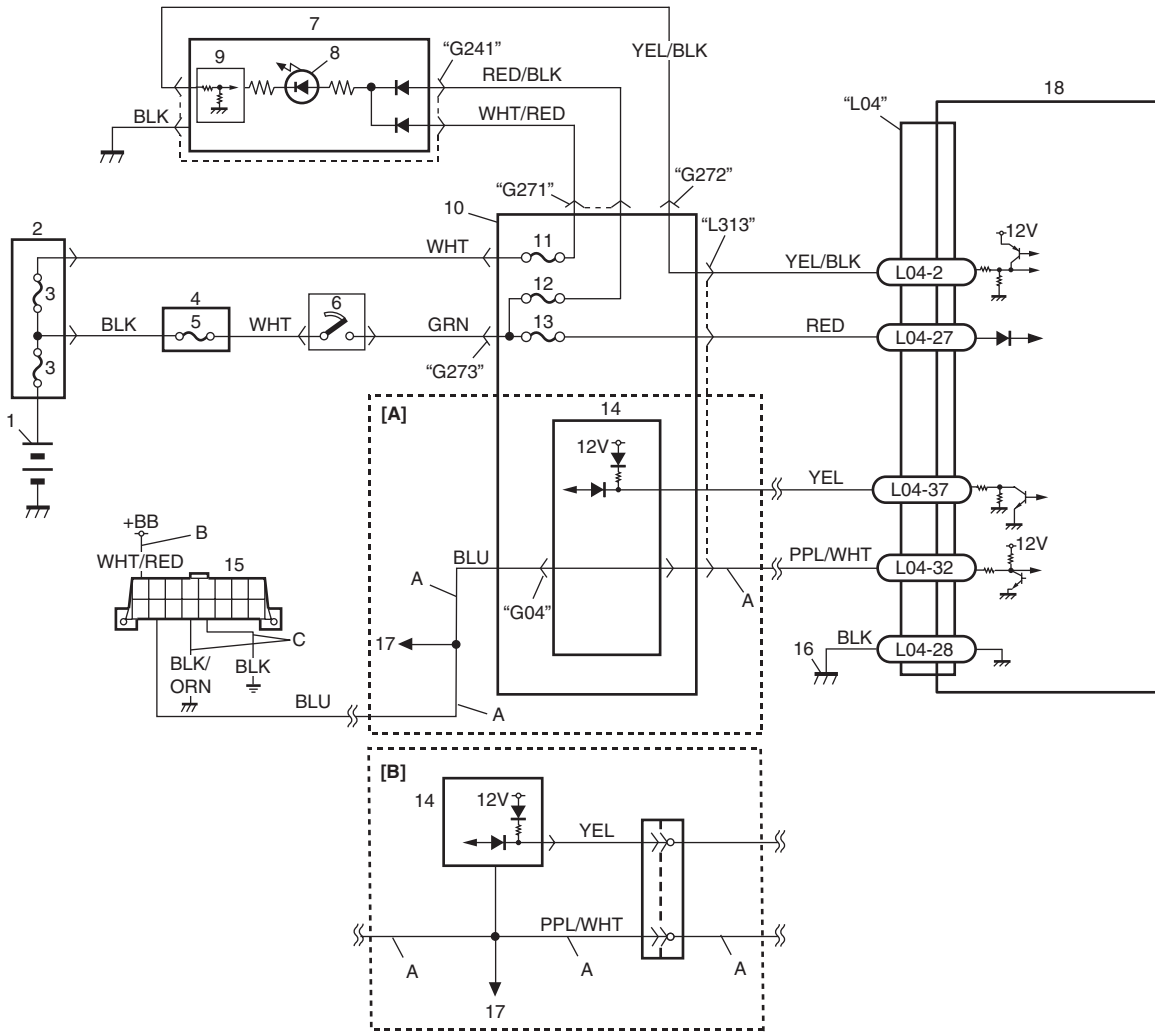 7
9
8
“G241”
RED/BLK
YEL/BLK
BLK
WHT/RED
18
“L04”
“G271”
“G272”
10
“L313”
2
WHT
11
YEL/BLK
L04-2
12V
3
4
12
6
BLK
5
WHT
GRN
13
RED
L04-27
3
“G273”
[A]
14
1
12V
YEL
L04-37
+BB
B
WHT/RED
15
BLU
PPL/WHT
L04-32
12V
A
“G04”
A
17
C
BLK/
ORN
BLK
16
BLK
L04-28
BLU
A
[B]
14
12V
YEL
PPL/WHT
A
A
A
17